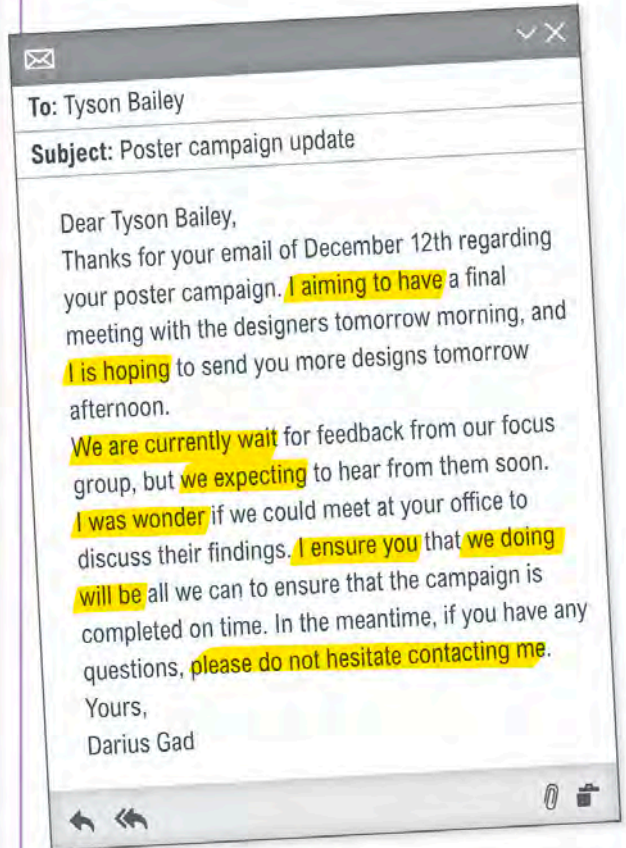 To: Tyson Bailey
Subject: Poster campaign update
Dear Tyson Bailey,
Thanks for your email of December 12th regarding
your poster campaign. I aiming to have a final
meeting with the designers tomorrow morning, and
I is hoping to send you more designs tomorrow
afternoon.
We are currently wait for feedback from our focus
group, but we expecting to hear from them soon.
I was wonder if we could meet at your office to
discuss their findings. I ensure you that we doing
will be all we can to ensure that the campaign is
completed on time. In the meantime, if you have any
questions, please do not hesitate contacting me.
Yours,
Darius Gad